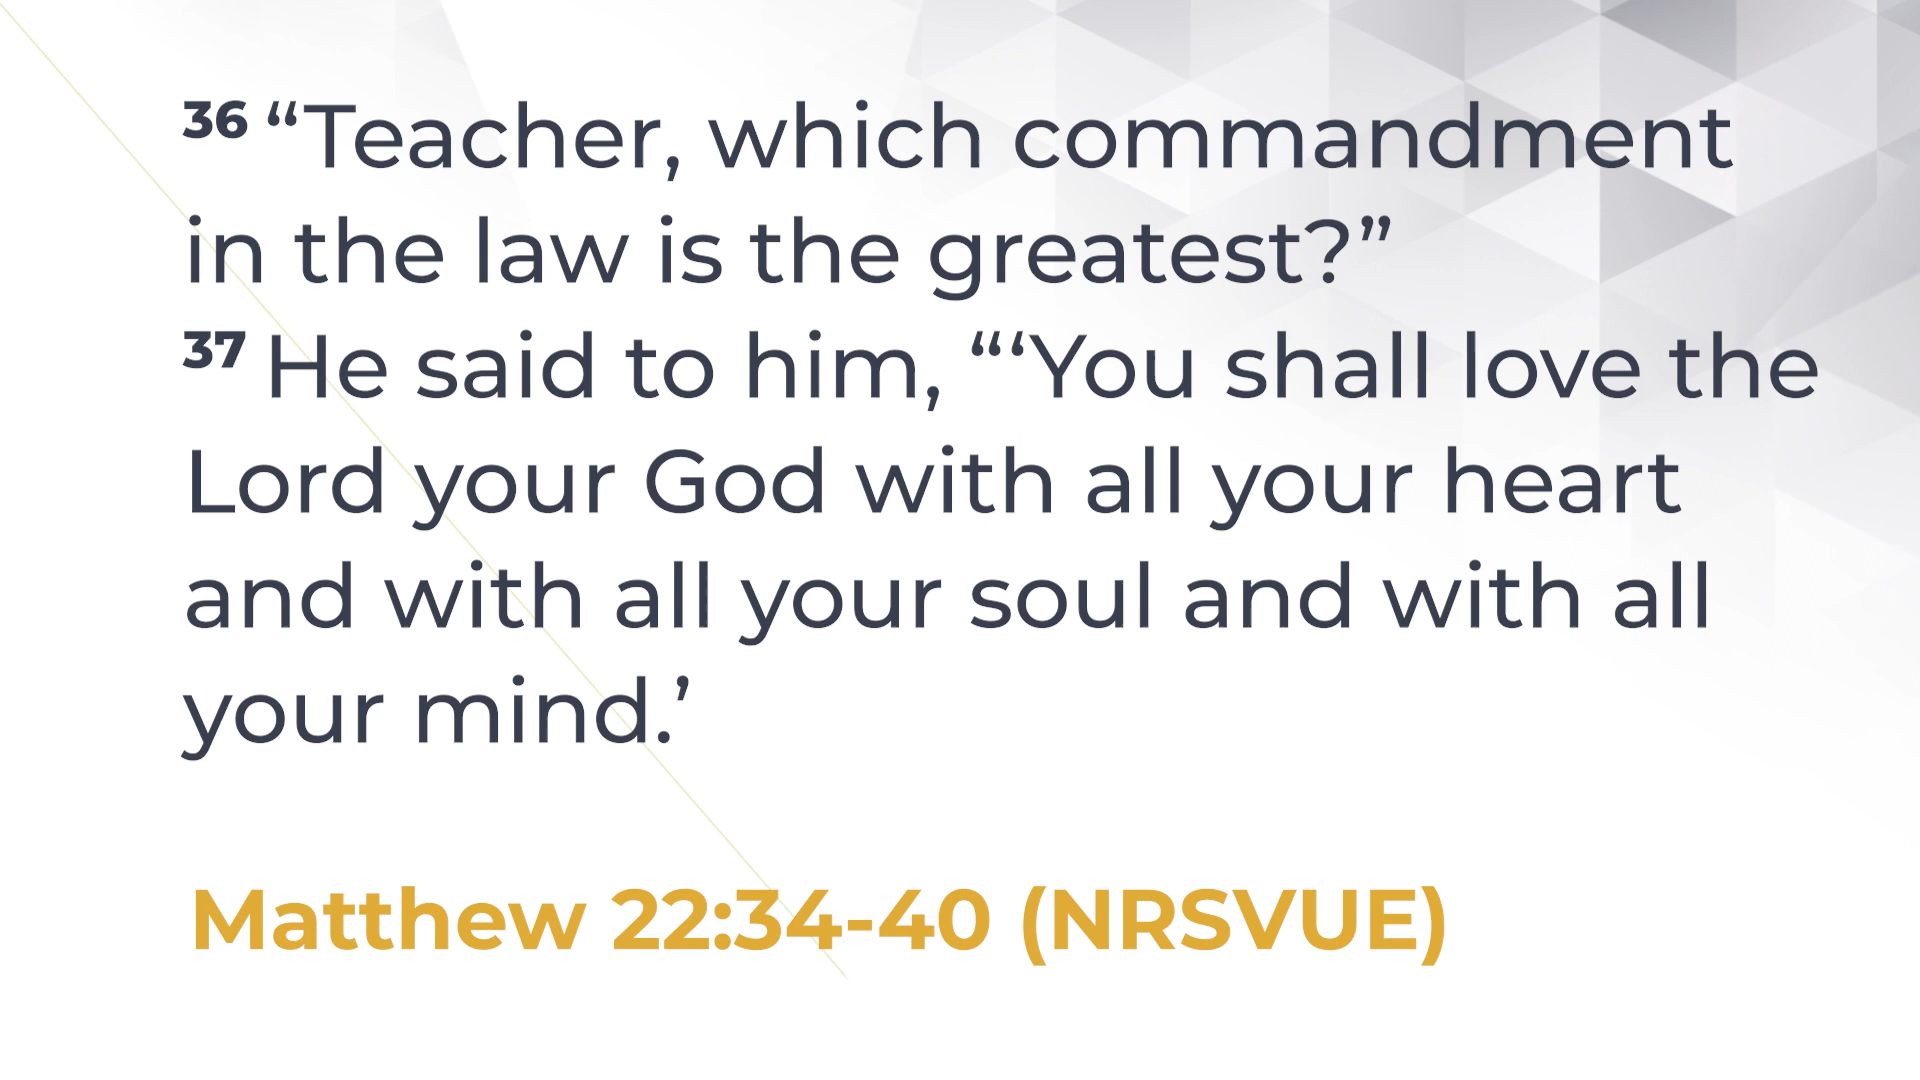 36 “Teacher, which commandment
in the law is the greatest?”
37 He said to him, “‘You shall love the
Lord your God with all your heart
and with all your soul and with all
your mind.’
Matthew 22:34-40 (NRSVUE)